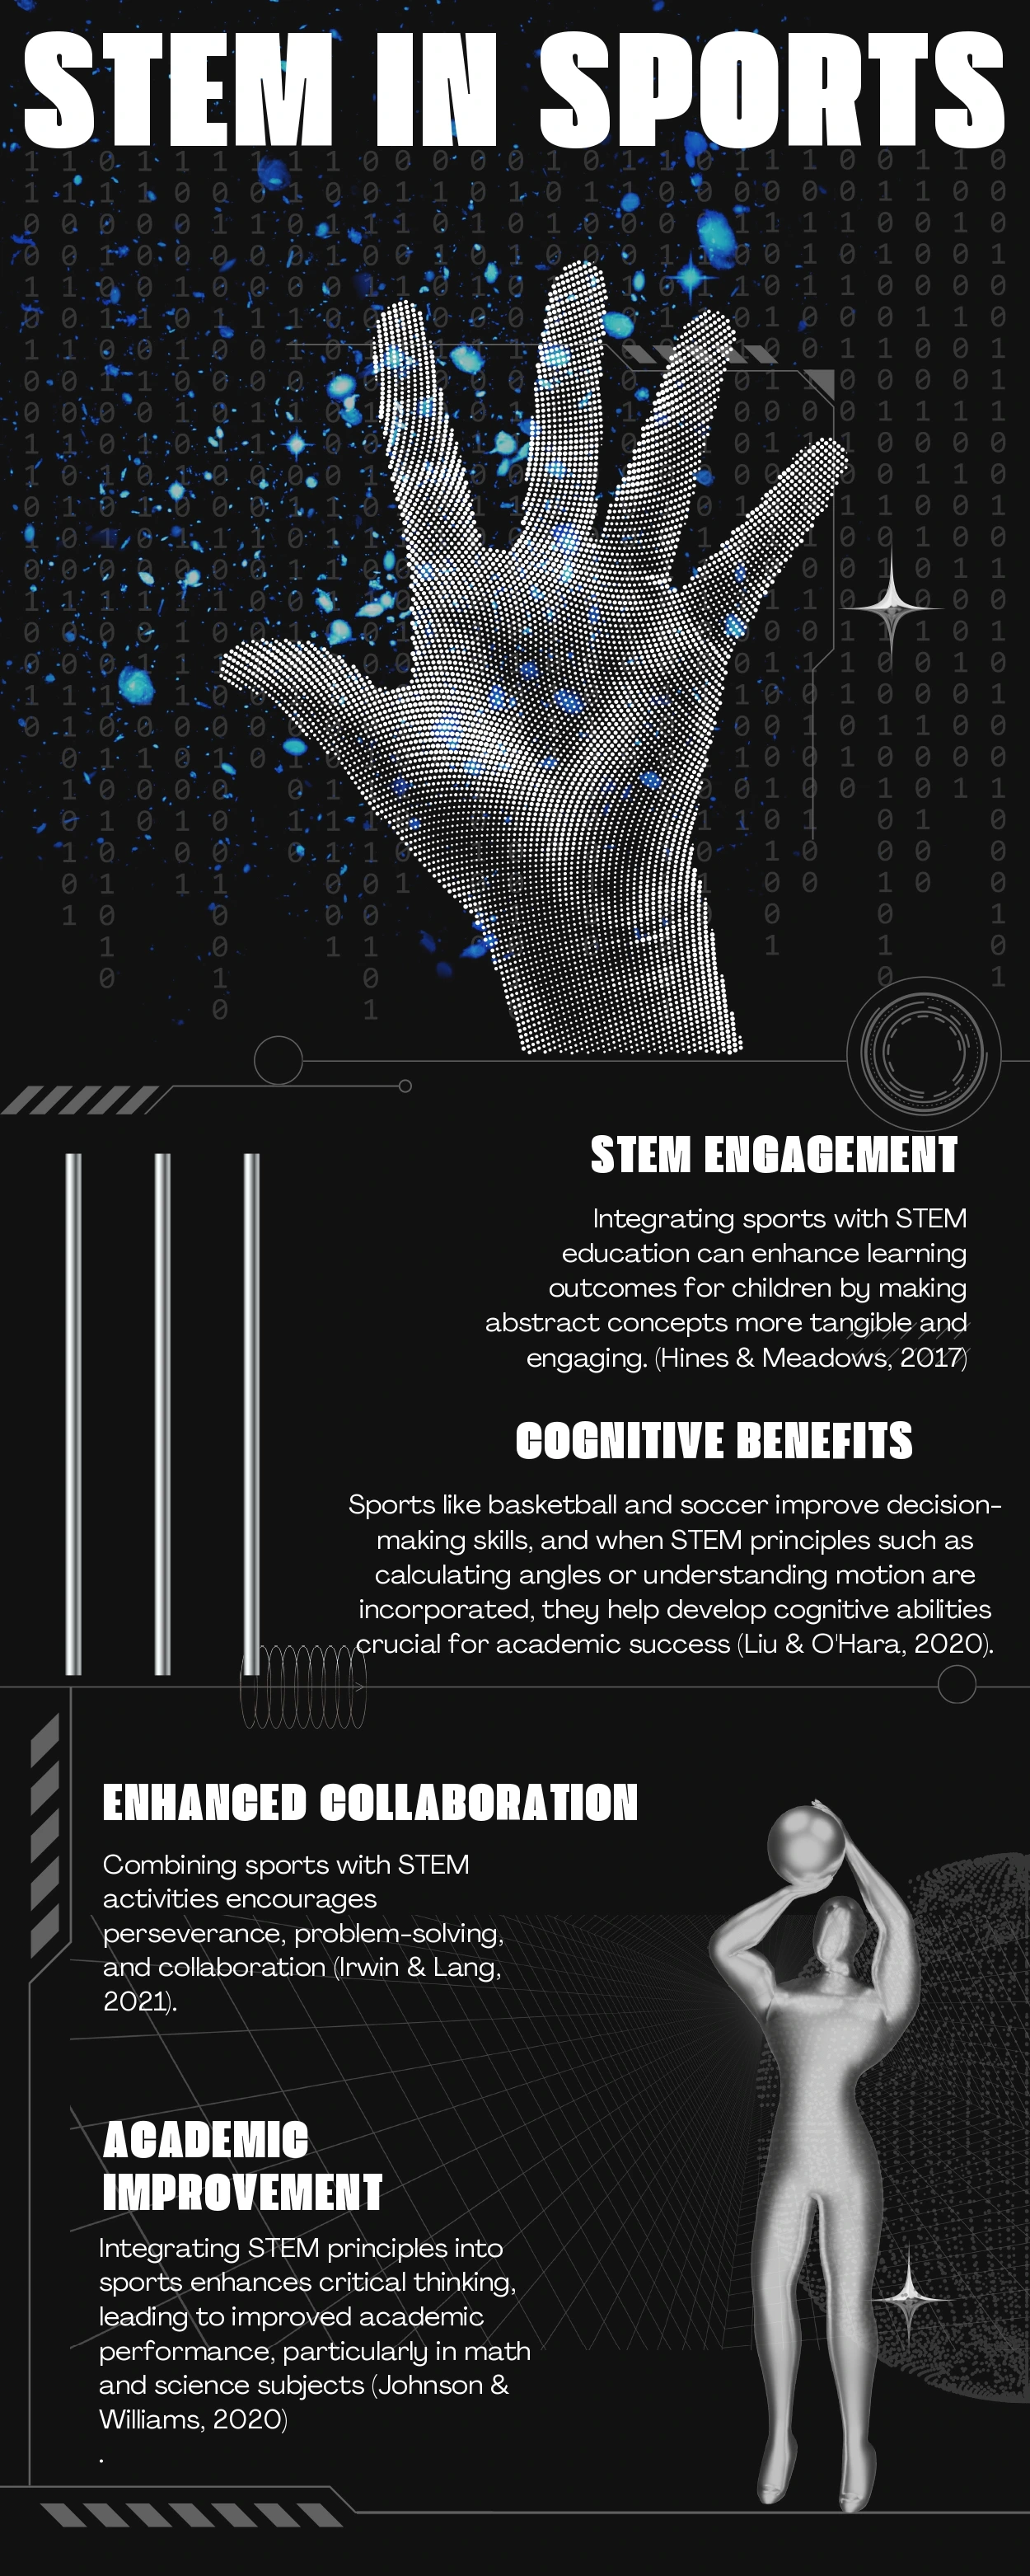 STEM IN SPORTS
STEM ENGAGEMENT
Integrating sports with STEM
education can enhance learning
outcomes for children by making
abstract concepts more tangible and
engaging. (Hines & Meadows, 2017)
COGNITIVE BENEFITS
Sports like basketball and soccer improve decision-
making skills, and when STEM principles such as
calculating angles or understanding motion are
incorporated, they help develop cognitive abilities
crucial for academic success (Liu & O'Hara, 2020).
ENHANCED COLLABORATION
Combining sports with STEM
activities encourages
perseverance, problem-solving,
and collaboration (Irwin & Lang,
2021).
ACADEMIC
IMPROVEMENT
Integrating STEM principles into
sports enhances critical thinking,
leading to improved academic
performance, particularly in math
and science subjects (Johnson &
Williams, 2020)
.